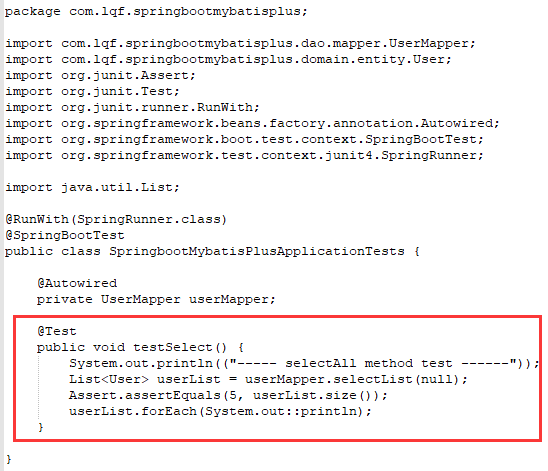 package com.lqf.springbootmybatisplus;
import com.lqf.springbootmybatisplus.dao.mapper.UserMapper;
import com.lqf.springbootmybatisplus.domain.entity.User;
import org.junit.Assert;
import org.junit.Test;
import org.junit.runner.RunWith;
import org.springframework.beans.factory.annotation.Autowired;
import org.springframework.boot.test.context.SpringBootTest;
import org.springframework.test.context.junit4.SpringRunner;
import java.util.List;
@RunWith(SpringRunner.class)
@SpringBootTest
public class SpringbootMybatisPlusApplicationTests {
    @Autowired
    private UserMapper userMapper;
    @Test
    public void testSelect() {
        System.out.println(("----- selectAll method test ------"));
        List<User> userList = userMapper.selectList(null);
        Assert.assertEquals(5, userList.size());
        userList.forEach(System.out::println);
    }
}